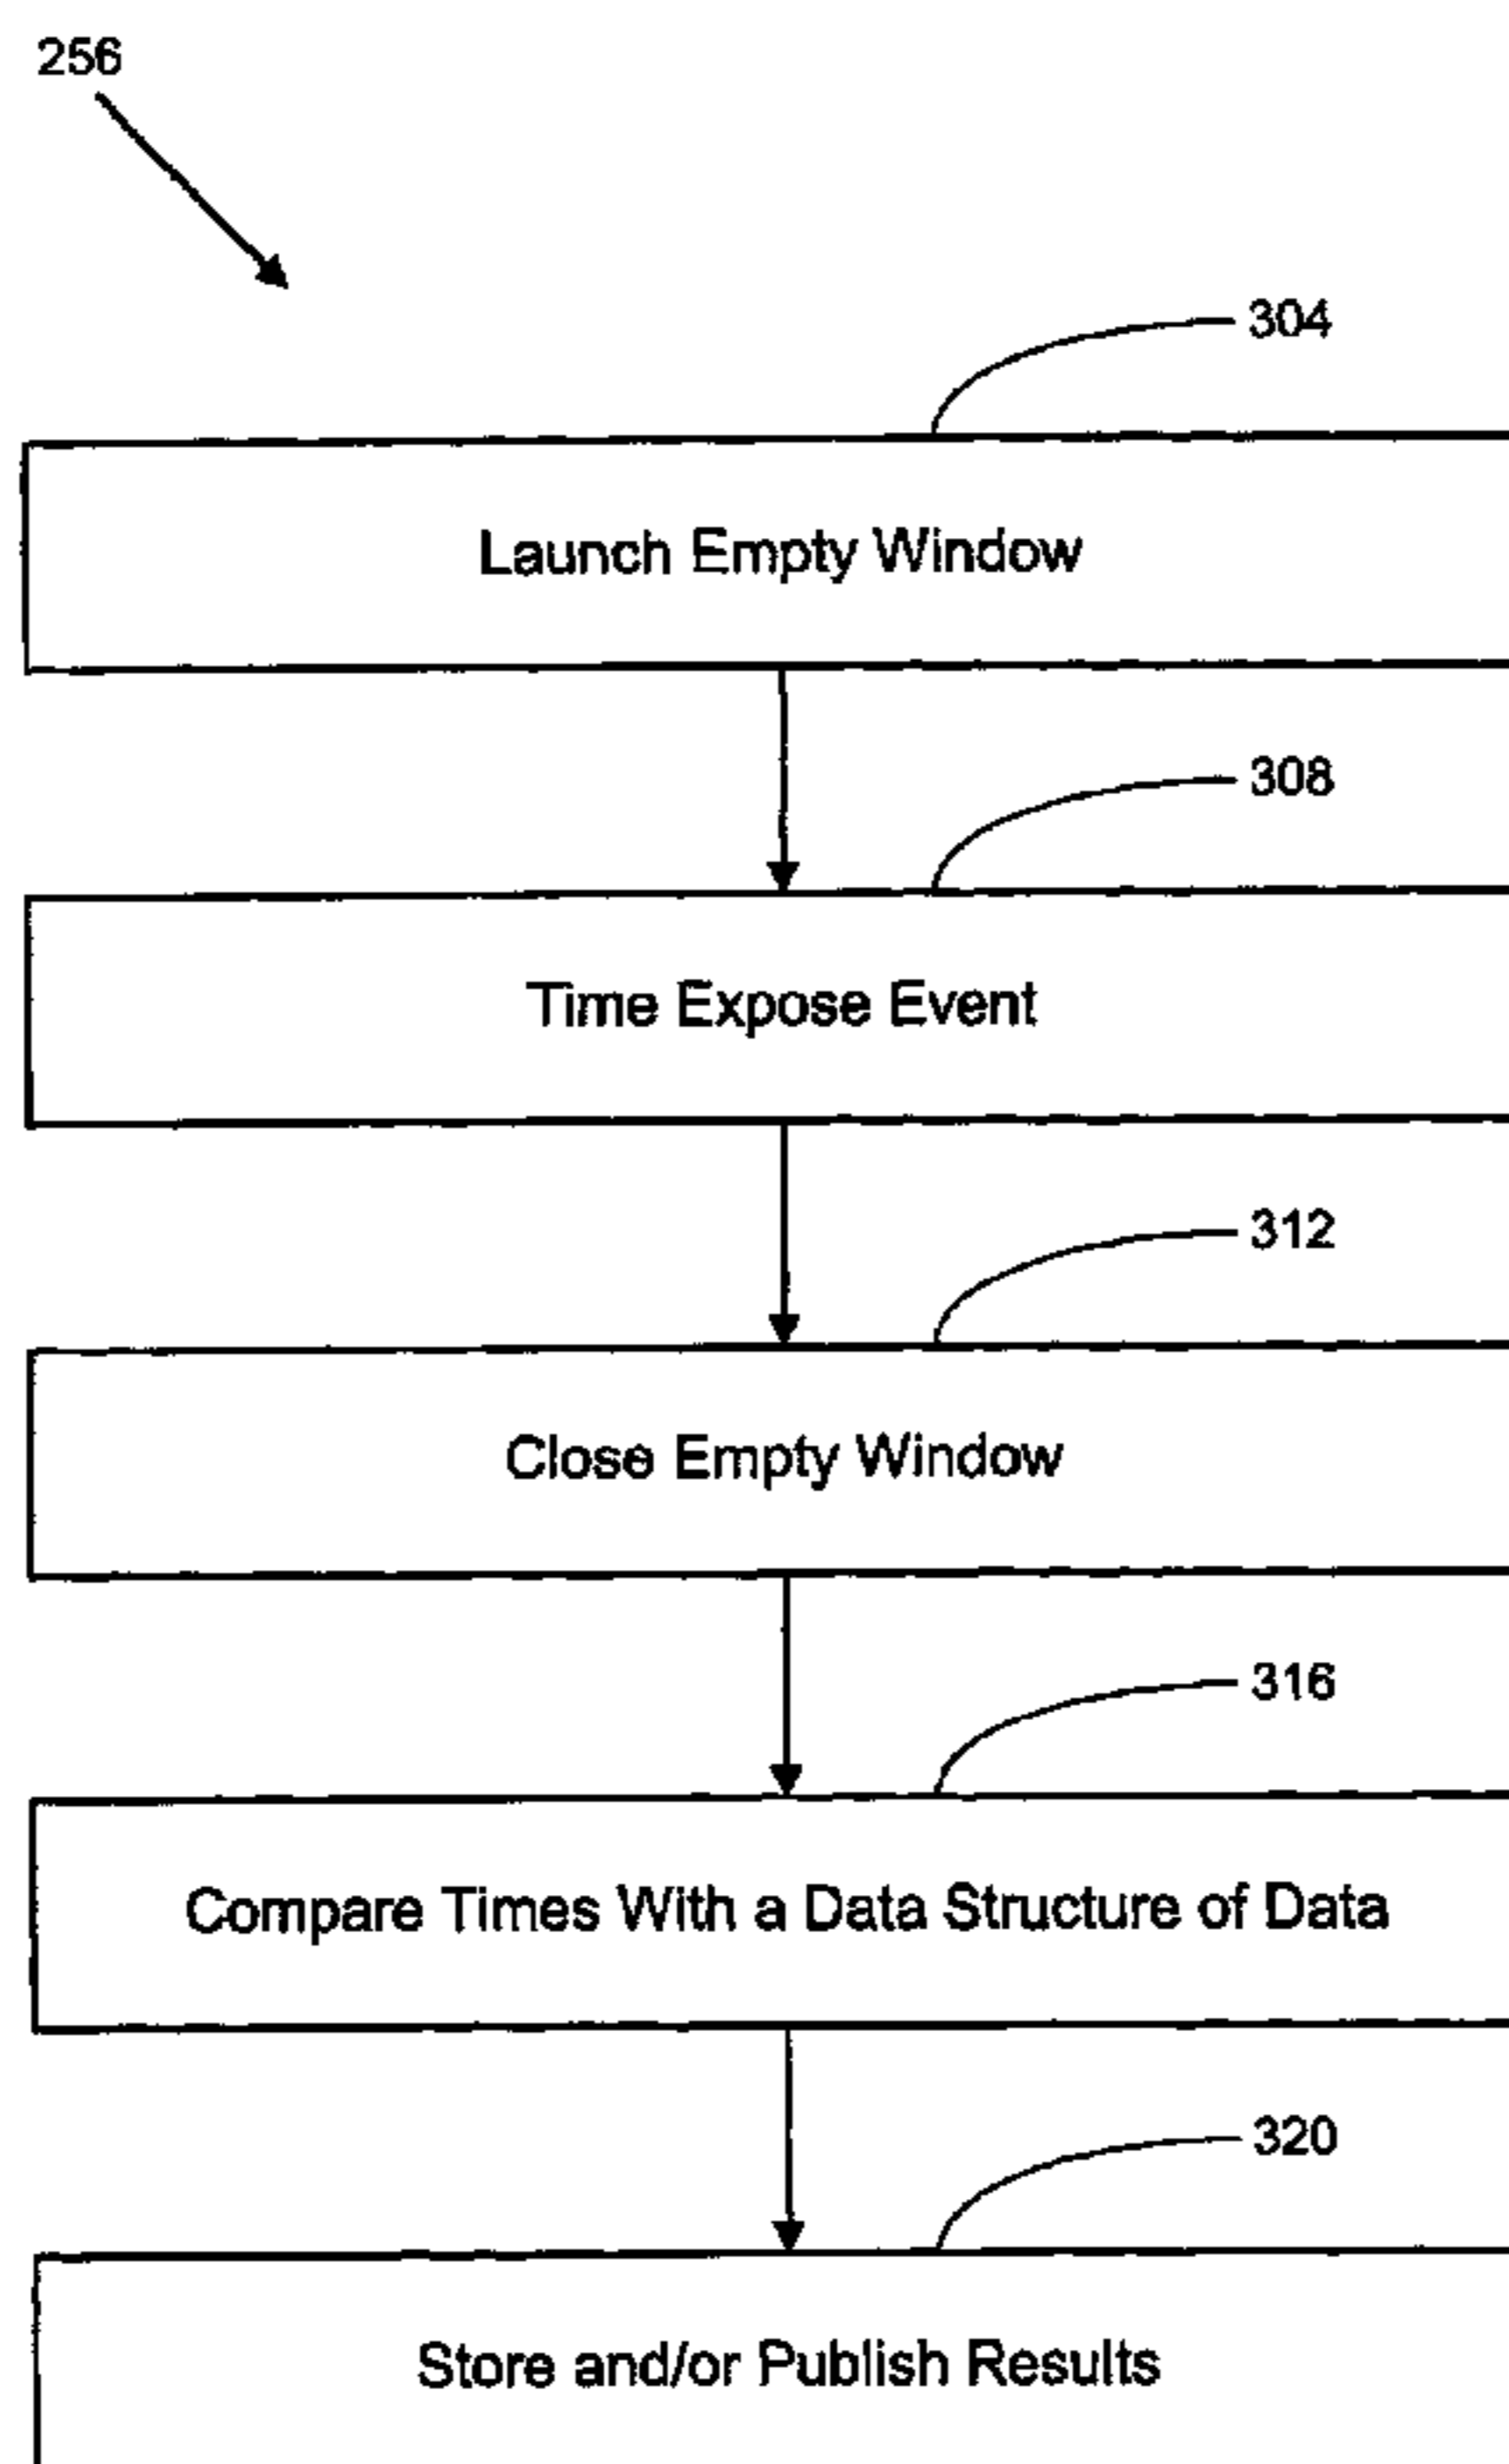 256
304
Launch Empty Window
308
Time Expose Event
312
Close Empty Window
316
Compare Times With a Data Structure of Data
320
Store and/or Publish Results